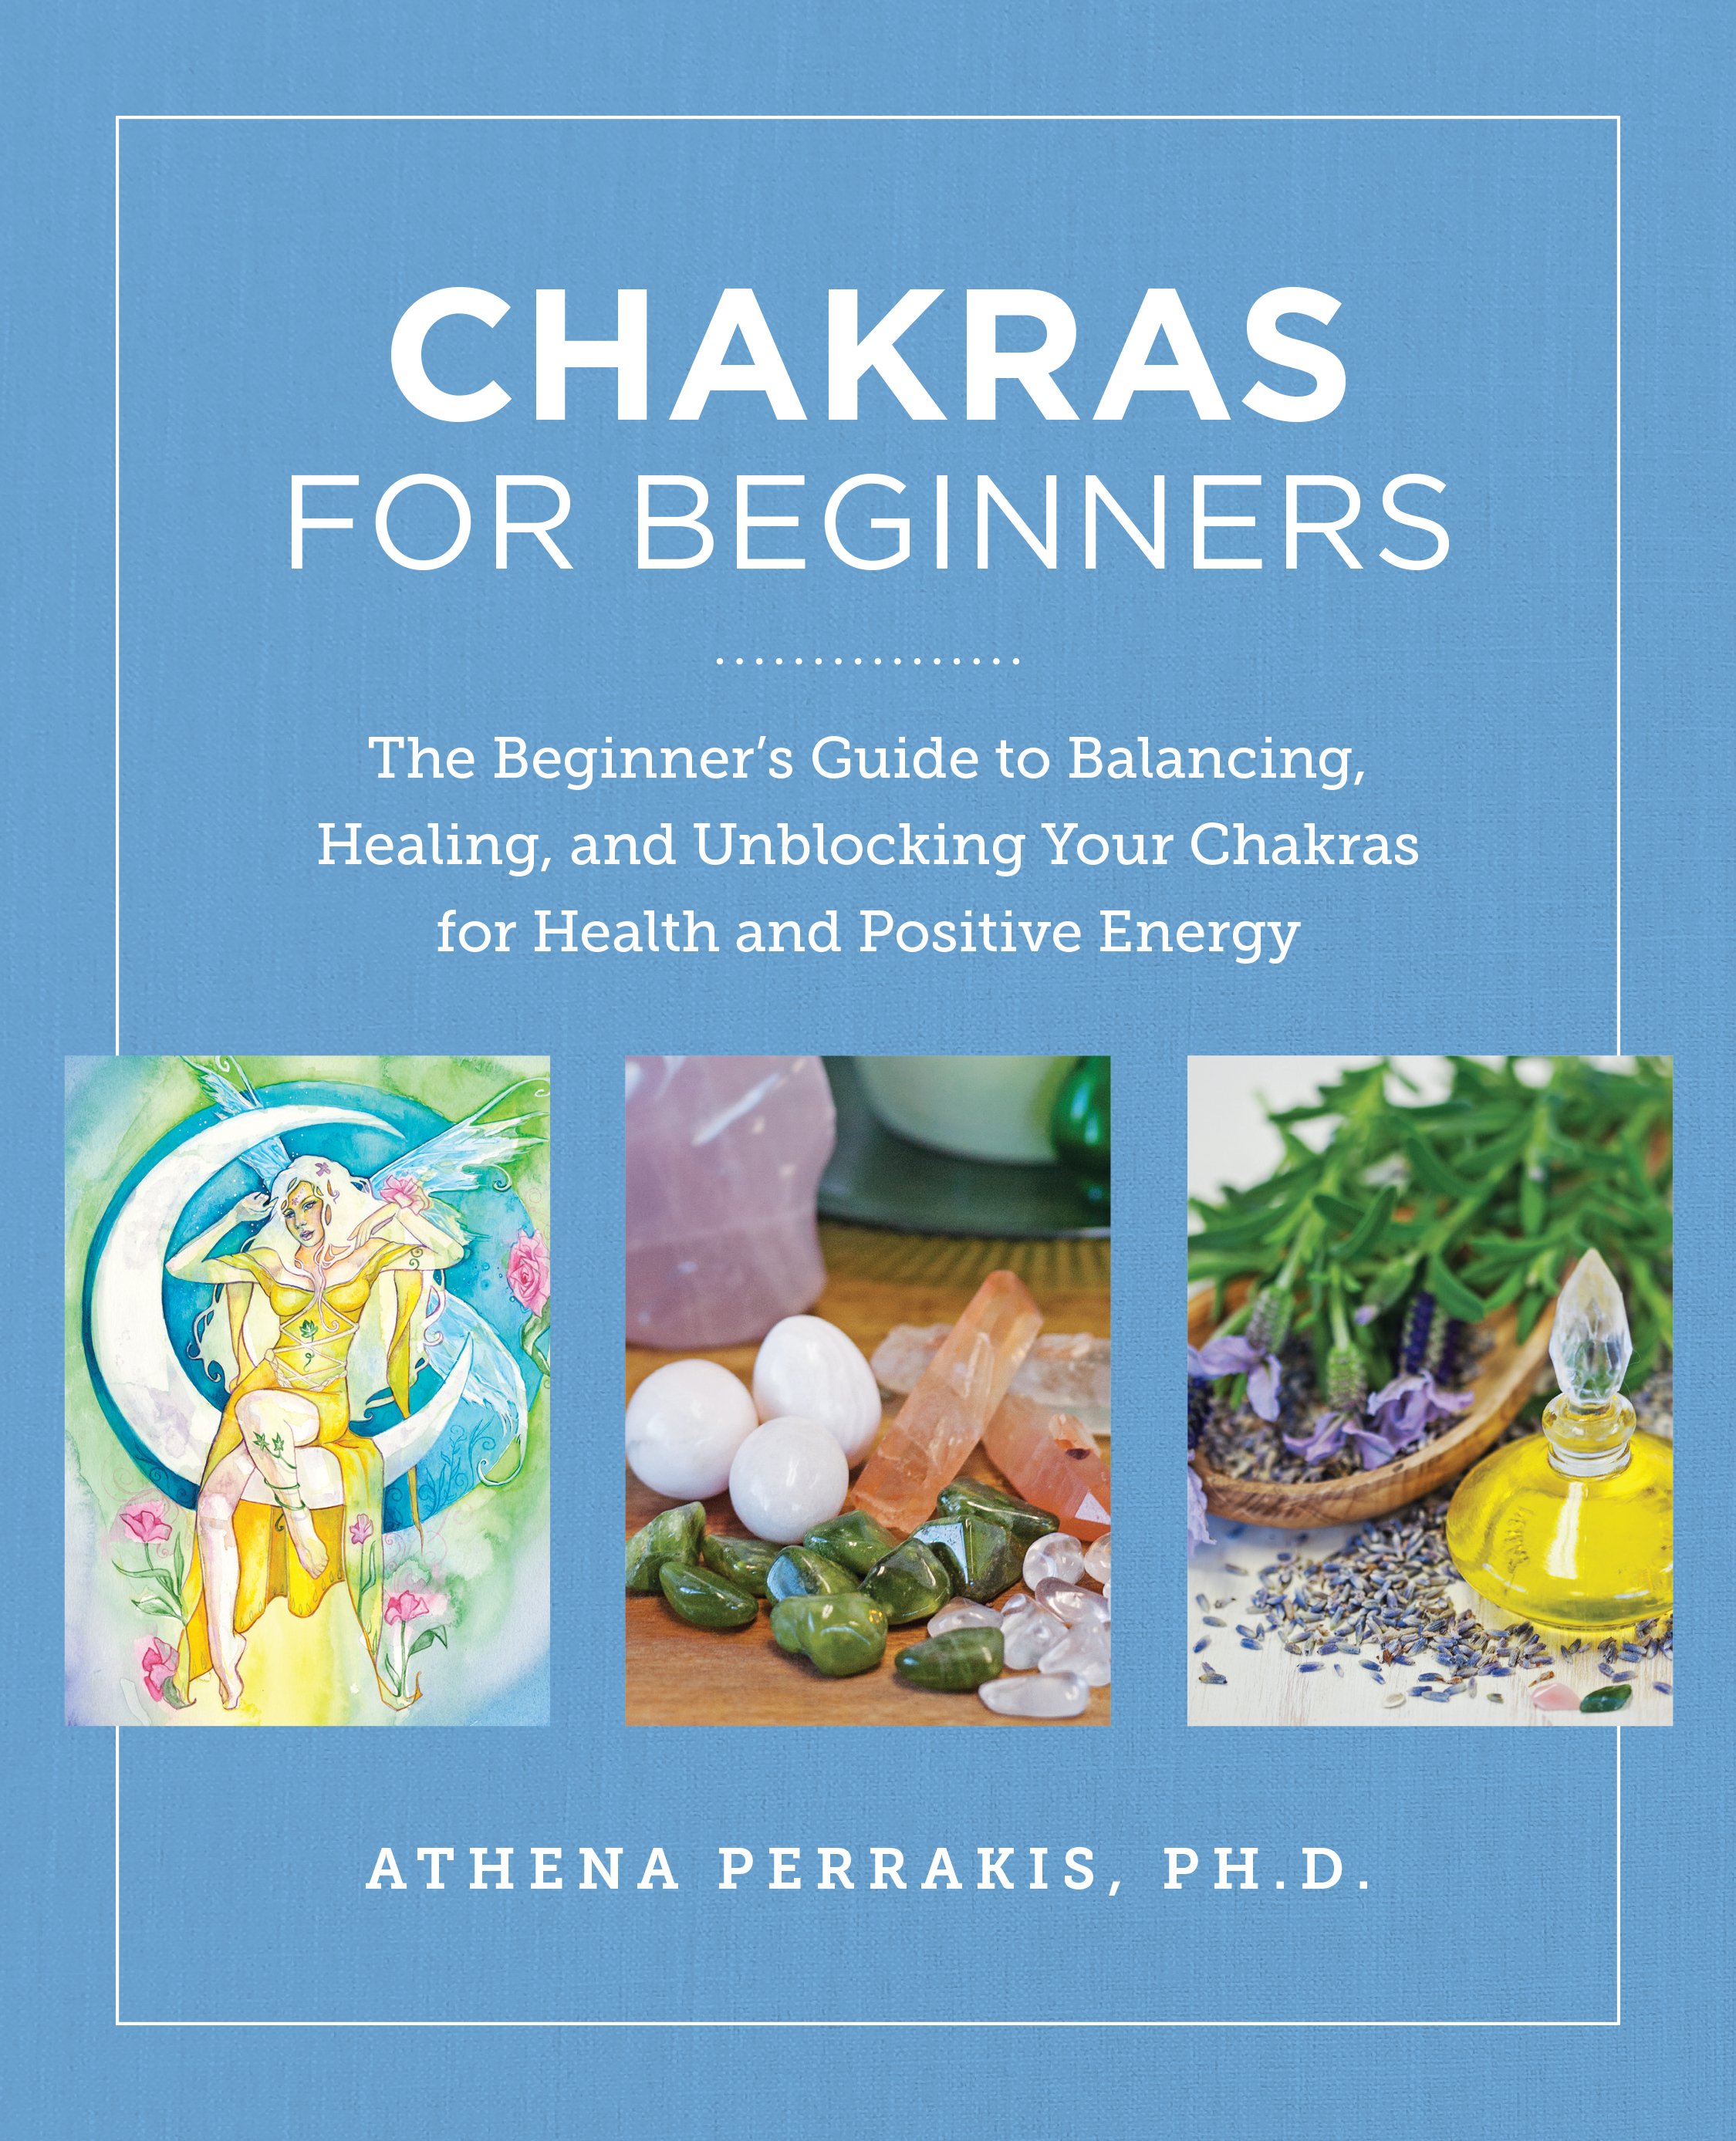 CHAKRAS
FOR BEGINNERS
The Beginner’s Guide to Balancing,
Healing, and Unblocking Your Chakras
for Health and Positive Energy
ATHENA PERRAKIS, PH.D.